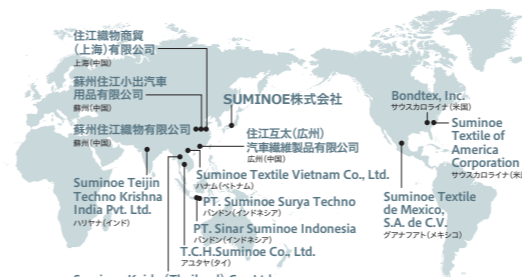 住江織物商貿
(上海)有限公司
上海(中国)
蘇州住江小出汽車
用品有限公司
蘇州(中国)
蘇州住江織物有限公司
蘇州(中国)
SUMINOE株式会社
住江互太(広州)
汽車繊維製品有限公司
広州(中国)
Bondtex, Inc.
サウスカロライナ(米国)
Suminoe
Textile of
America
Corporation
サウスカロライナ(米
Suminoe Teijin
Techno Krishna
India Pvt. Ltd.
ハリヤナ(インド)
Suminoe Textile Vietnam Co., Ltd.
ハナム(ベトナム)
PT. Suminoe Surya Techno
バンドン(インドネシア)
PT. Sinar Suminoe Indonesia
バンドン(インドネシア)
T.C.H.Suminoe Co., Ltd.
アユタヤ(タイ)
Suminoe Textile
de Mexico,
S.A. de C.V.
グアナフアト(メキシコ)